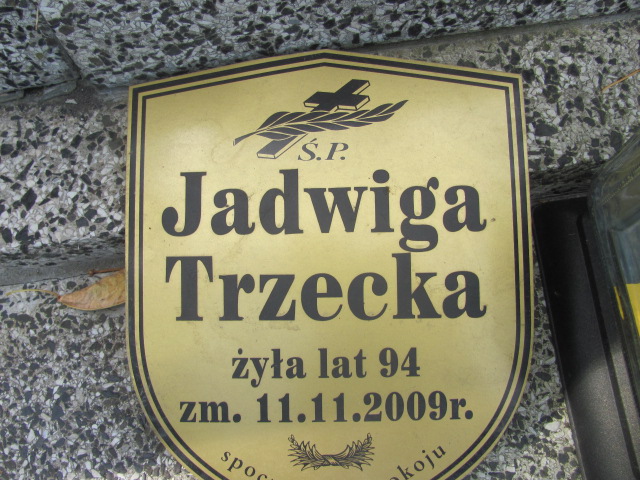 Ś.P.
Jadwiga
Trzecka
żyła lat 94
zm. 11.11.2009r.